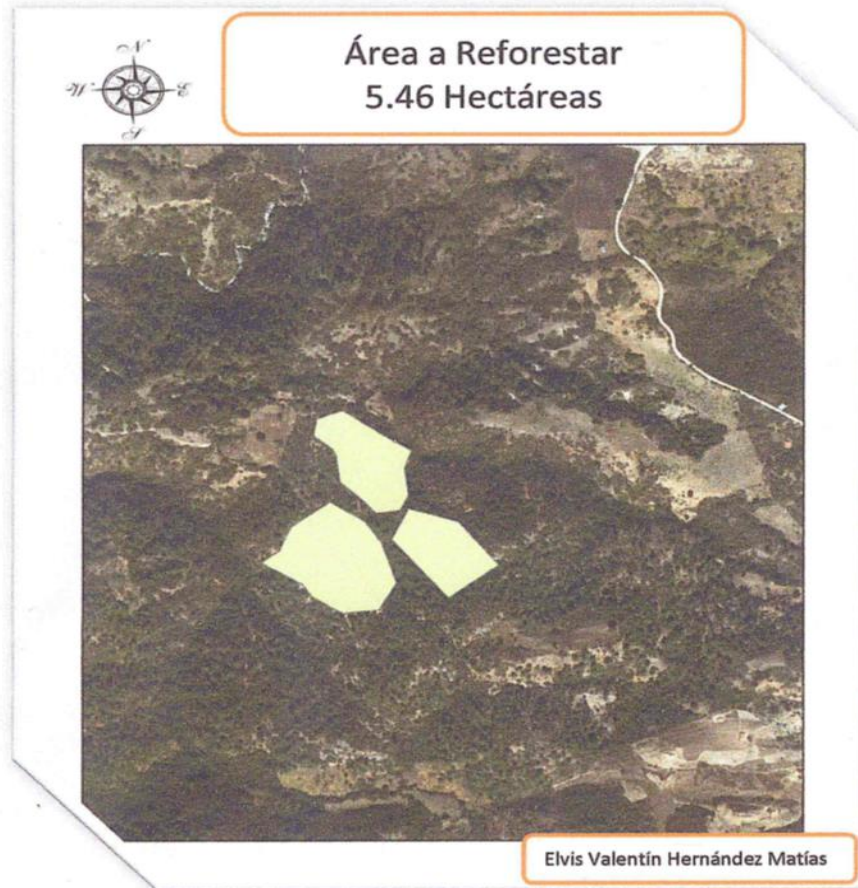 N
W E
S
Área a Reforestar
5.46 Hectáreas
Elvis Valentín Hernández Matías